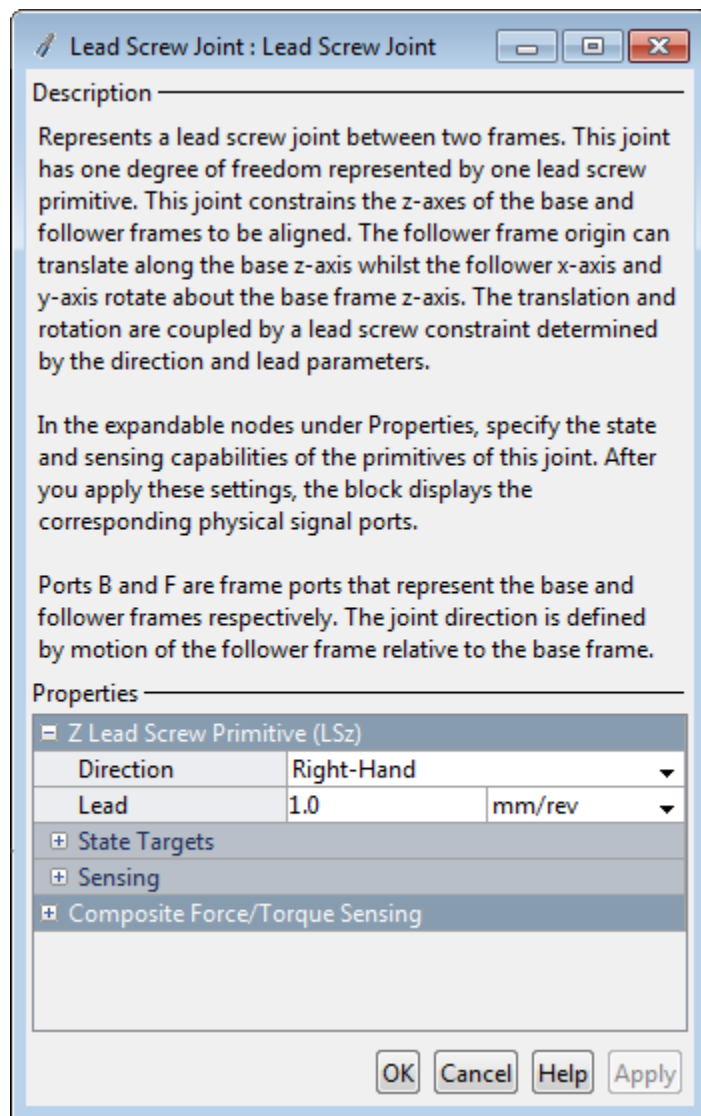 Lead Screw Joint : Lead Screw Joint
Description
Represents a lead screw joint between two frames. This joint
has one degree of freedom represented by one lead screw
primitive. This joint constrains the z-axes of the base and
follower frames to be aligned. The follower frame origin can
translate along the base z-axis whilst the follower x-axis and
y-axis rotate about the base frame z-axis. The translation and
rotation are coupled by a lead screw constraint determined
by the direction and lead parameters.
In the expandable nodes under Properties, specify the state
and sensing capabilities of the primitives of this joint. After
you apply these settings, the block displays the
corresponding physical signal ports.
Ports B and F are frame ports that represent the base and
follower frames respectively. The joint direction is defined
by motion of the follower frame relative to the base frame.
Properties
Z Lead Screw Primitive (LSz)
Direction Right-Hand
Lead 1.0 mm/rev
State Targets
Sensing
Composite Force/Torque Sensing
OK Cancel Help Apply